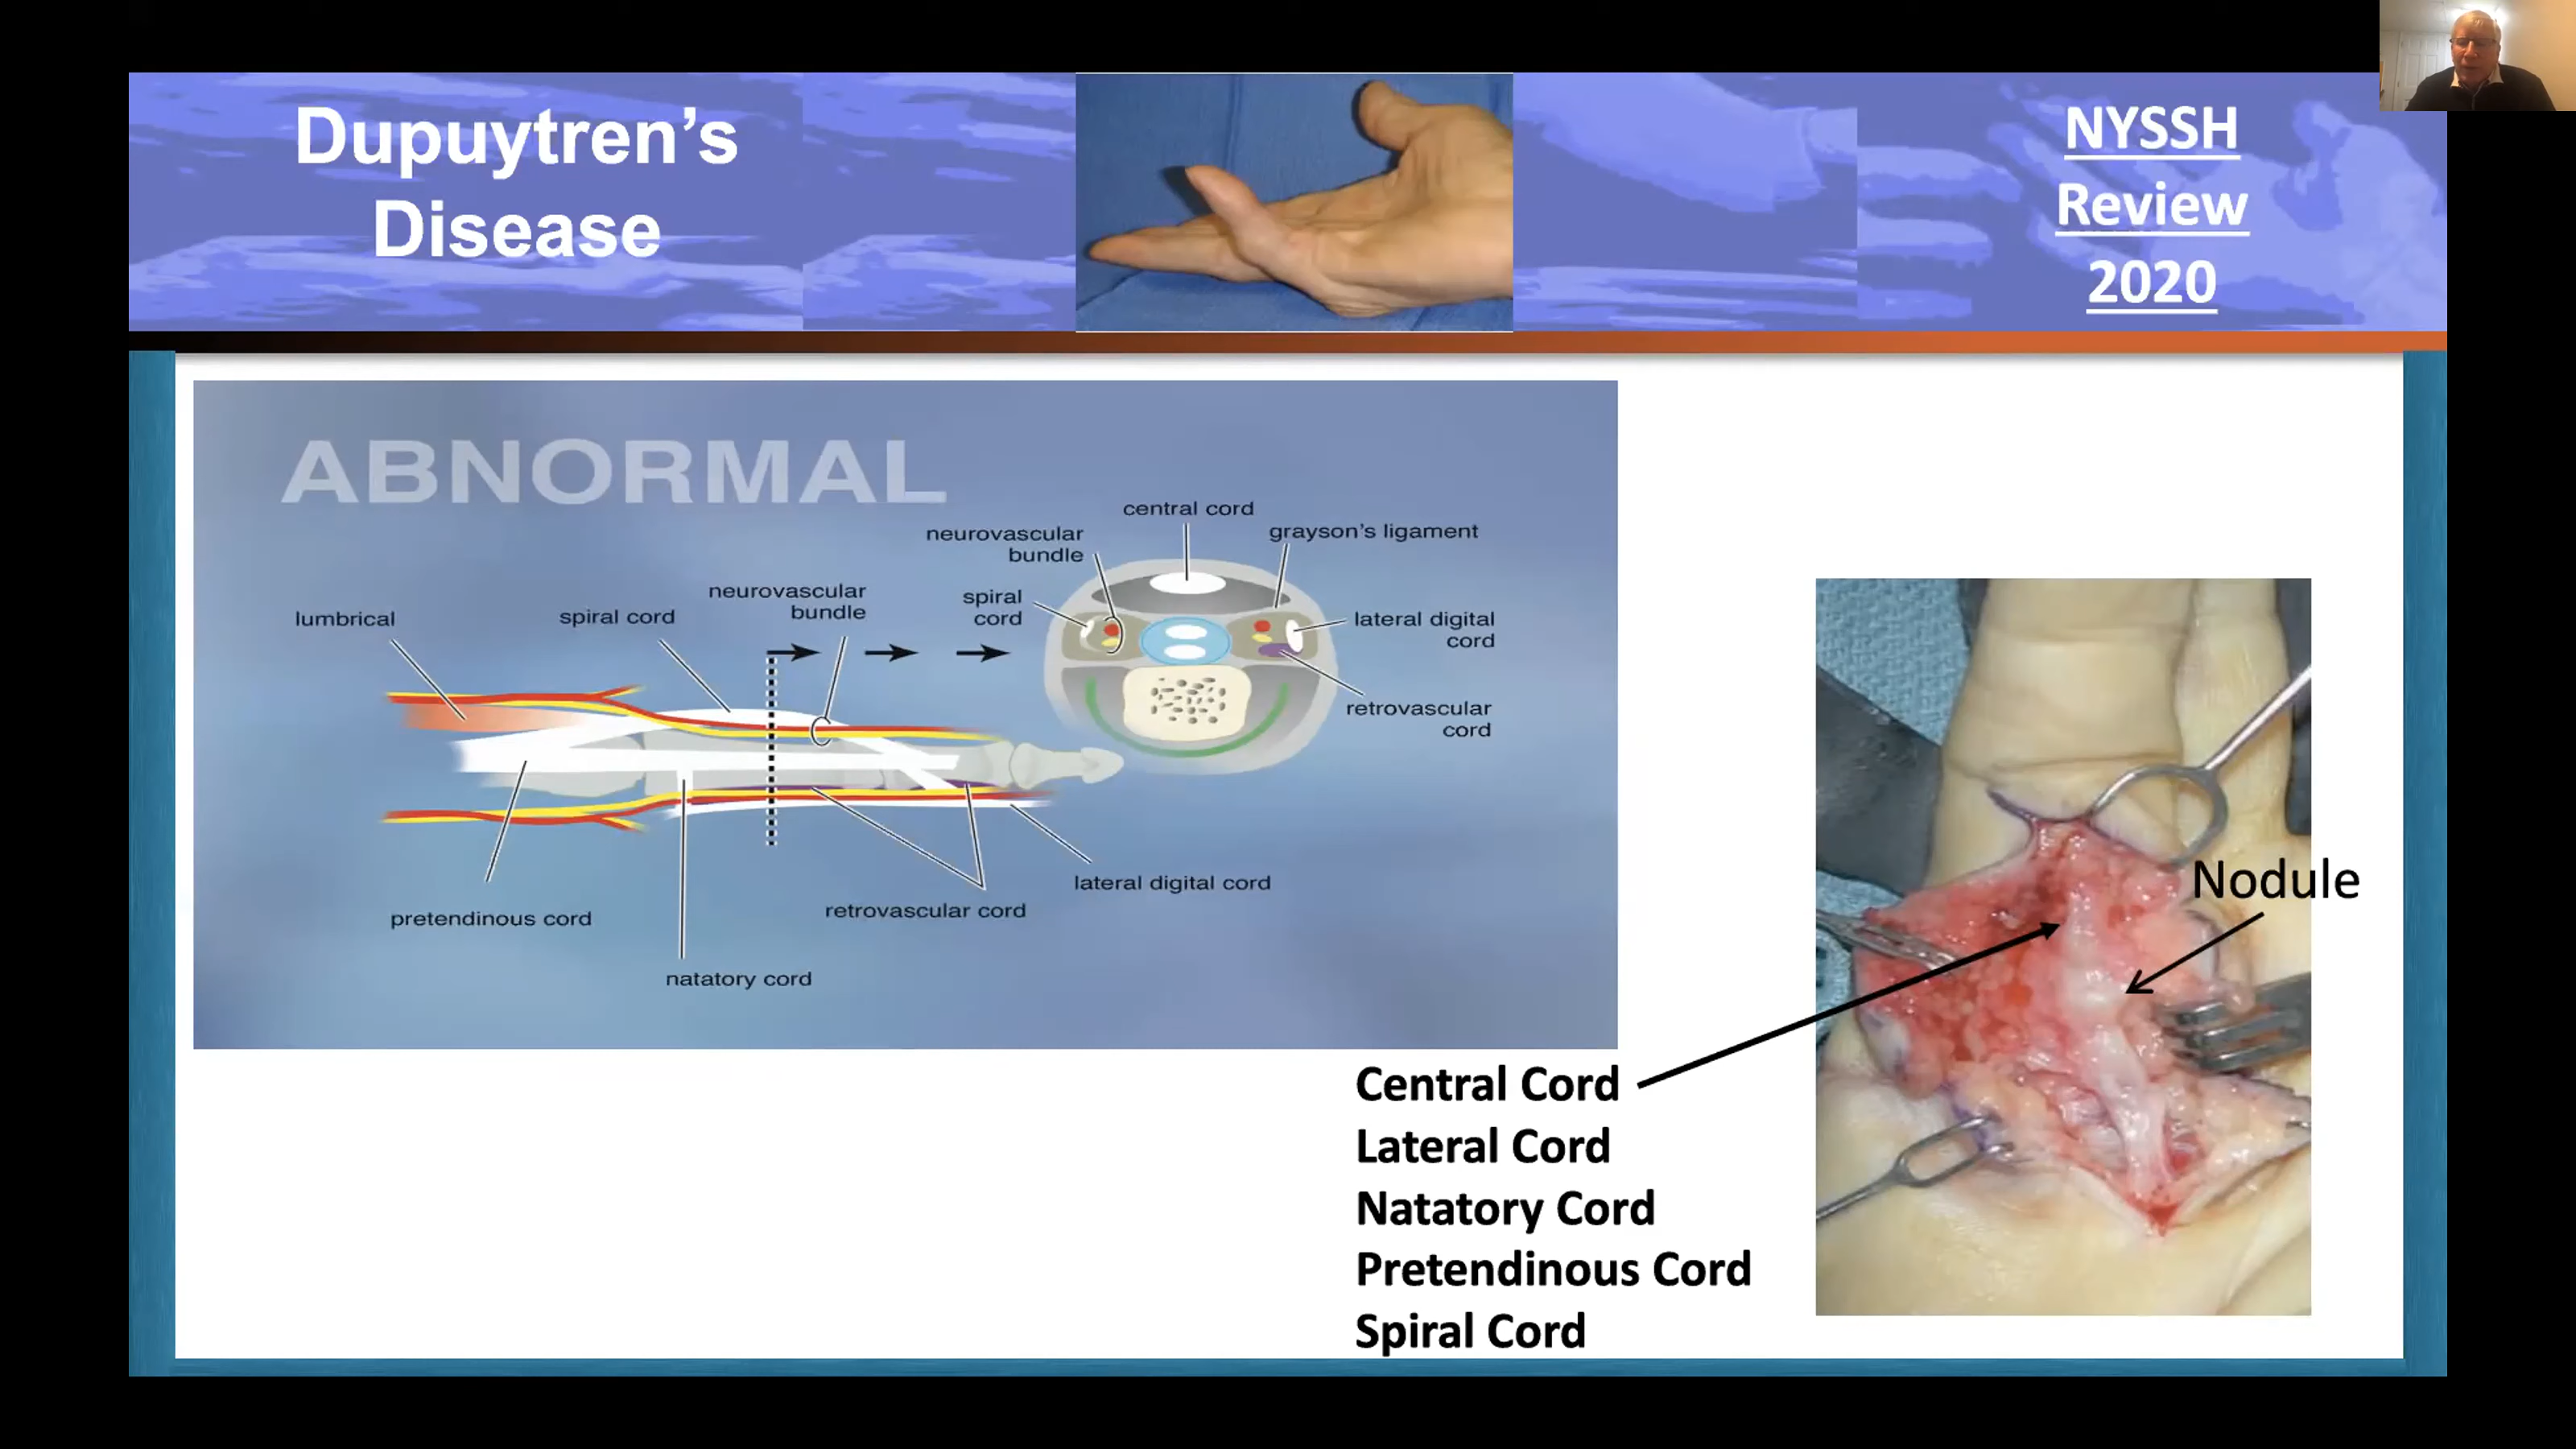 Dupuytren's
Disease
NYSSH
Review
2020
ABNORMAL
central cord
neurovascular
bundle
grayson's ligament
spiral
cord
lateral digital
cord
retrovascular
cord
lumbrical
spiral cord
neurovascular
bundle
pretendinous cord
natatory cord
retrovascular cord
lateral digital cord
Nodule
Central Cord
Lateral Cord
Natatory Cord
Pretendinous Cord
Spiral Cord